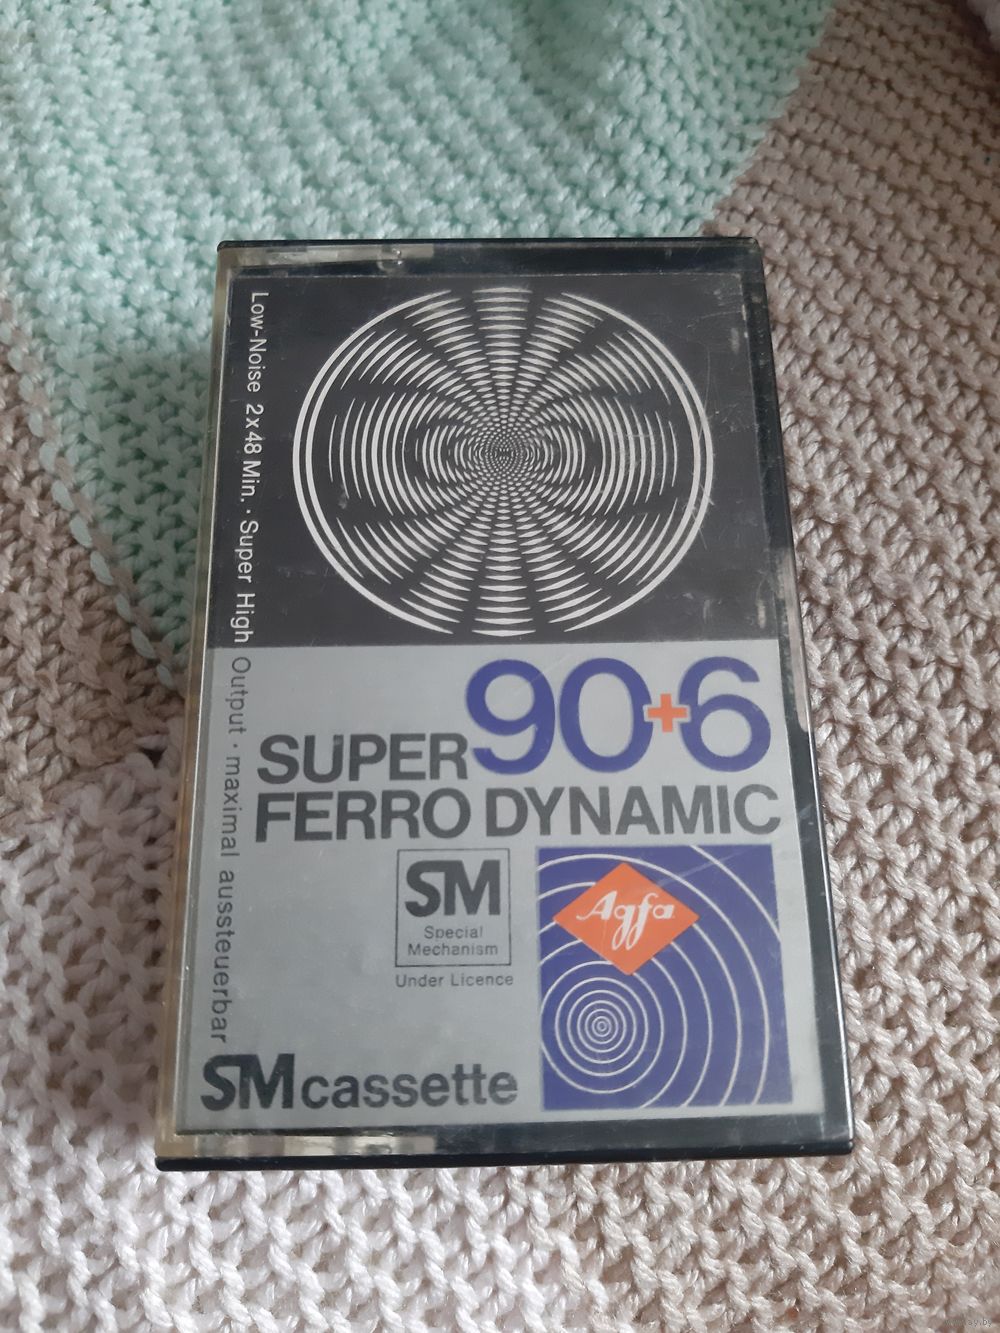 Low-Noise 2x48 Min. · Super High Output · maximal aussteuerbar
90+6
SUPER
FERRO DYNAMIC
SM
Special
Mechanism
Under Licence
Agfa
SM cassette